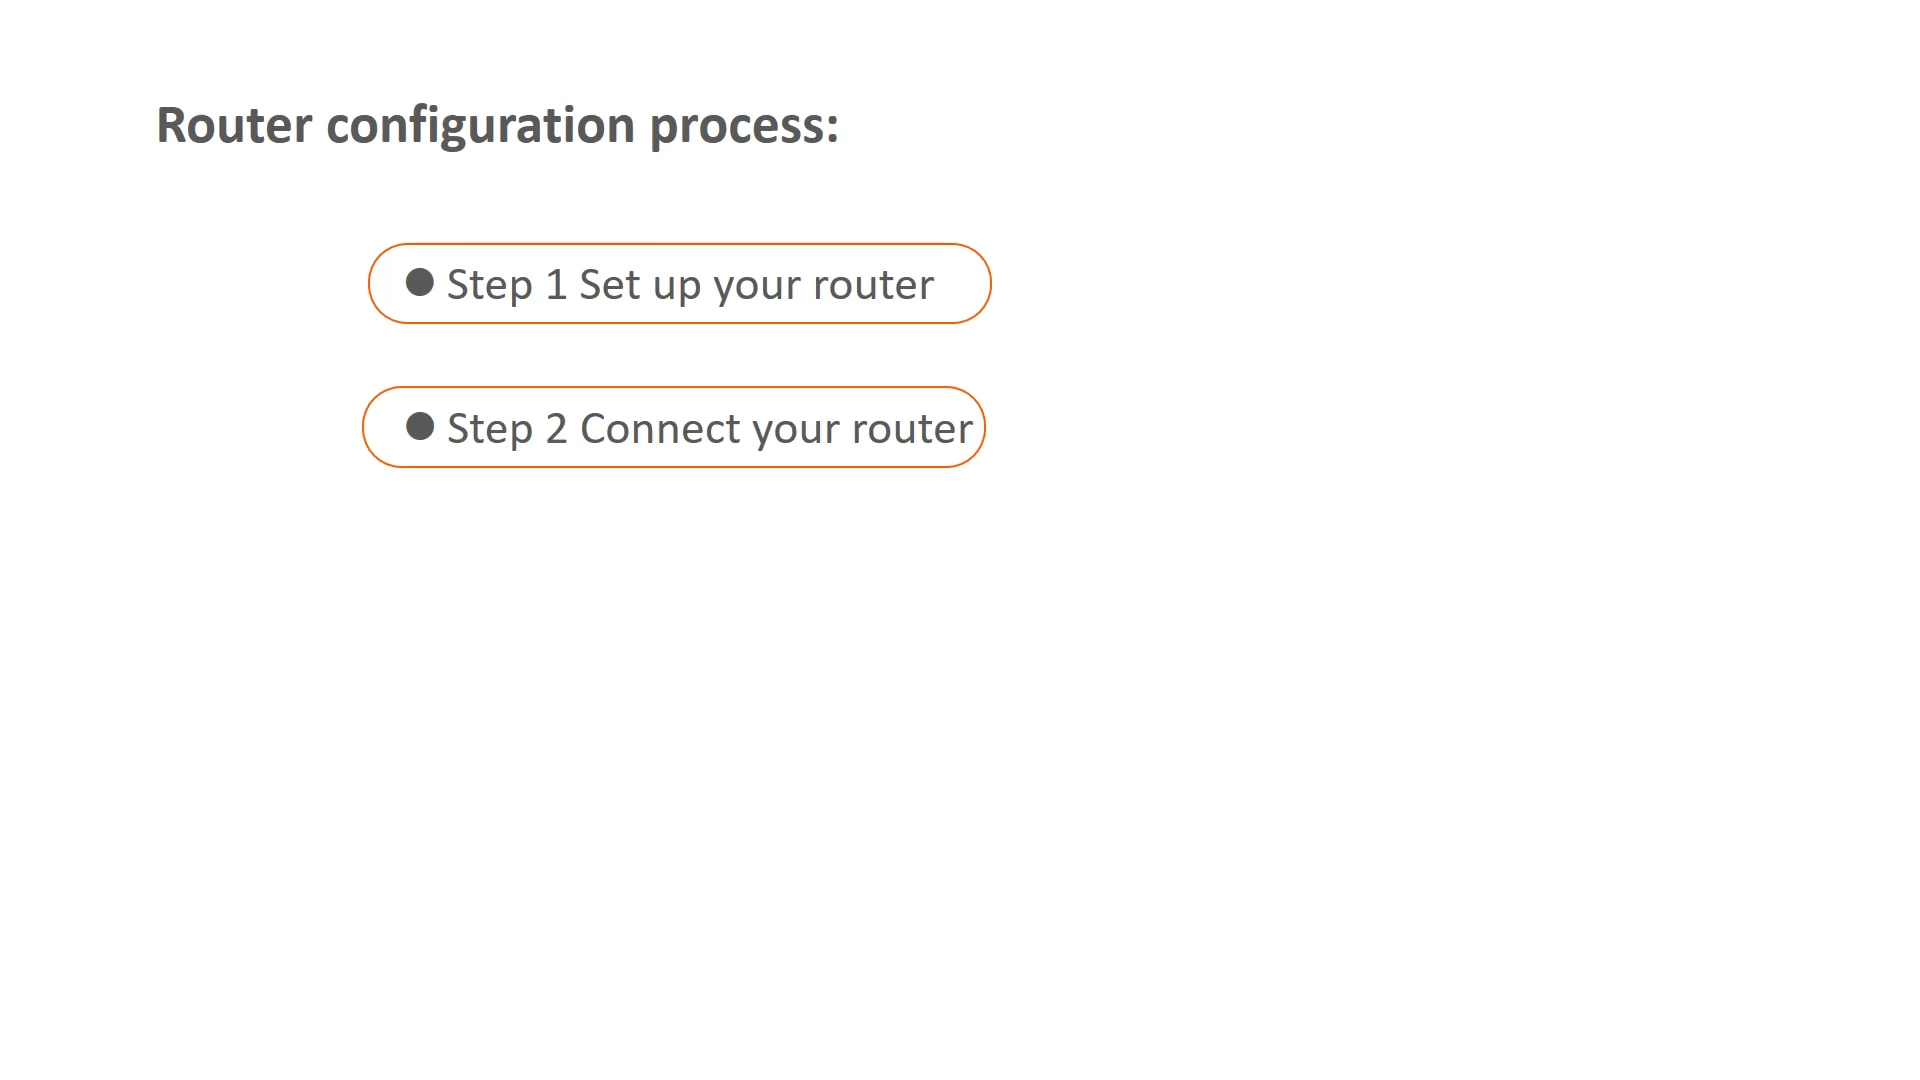 Router configuration process:
● Step 1 Set up your router
● Step 2 Connect your router